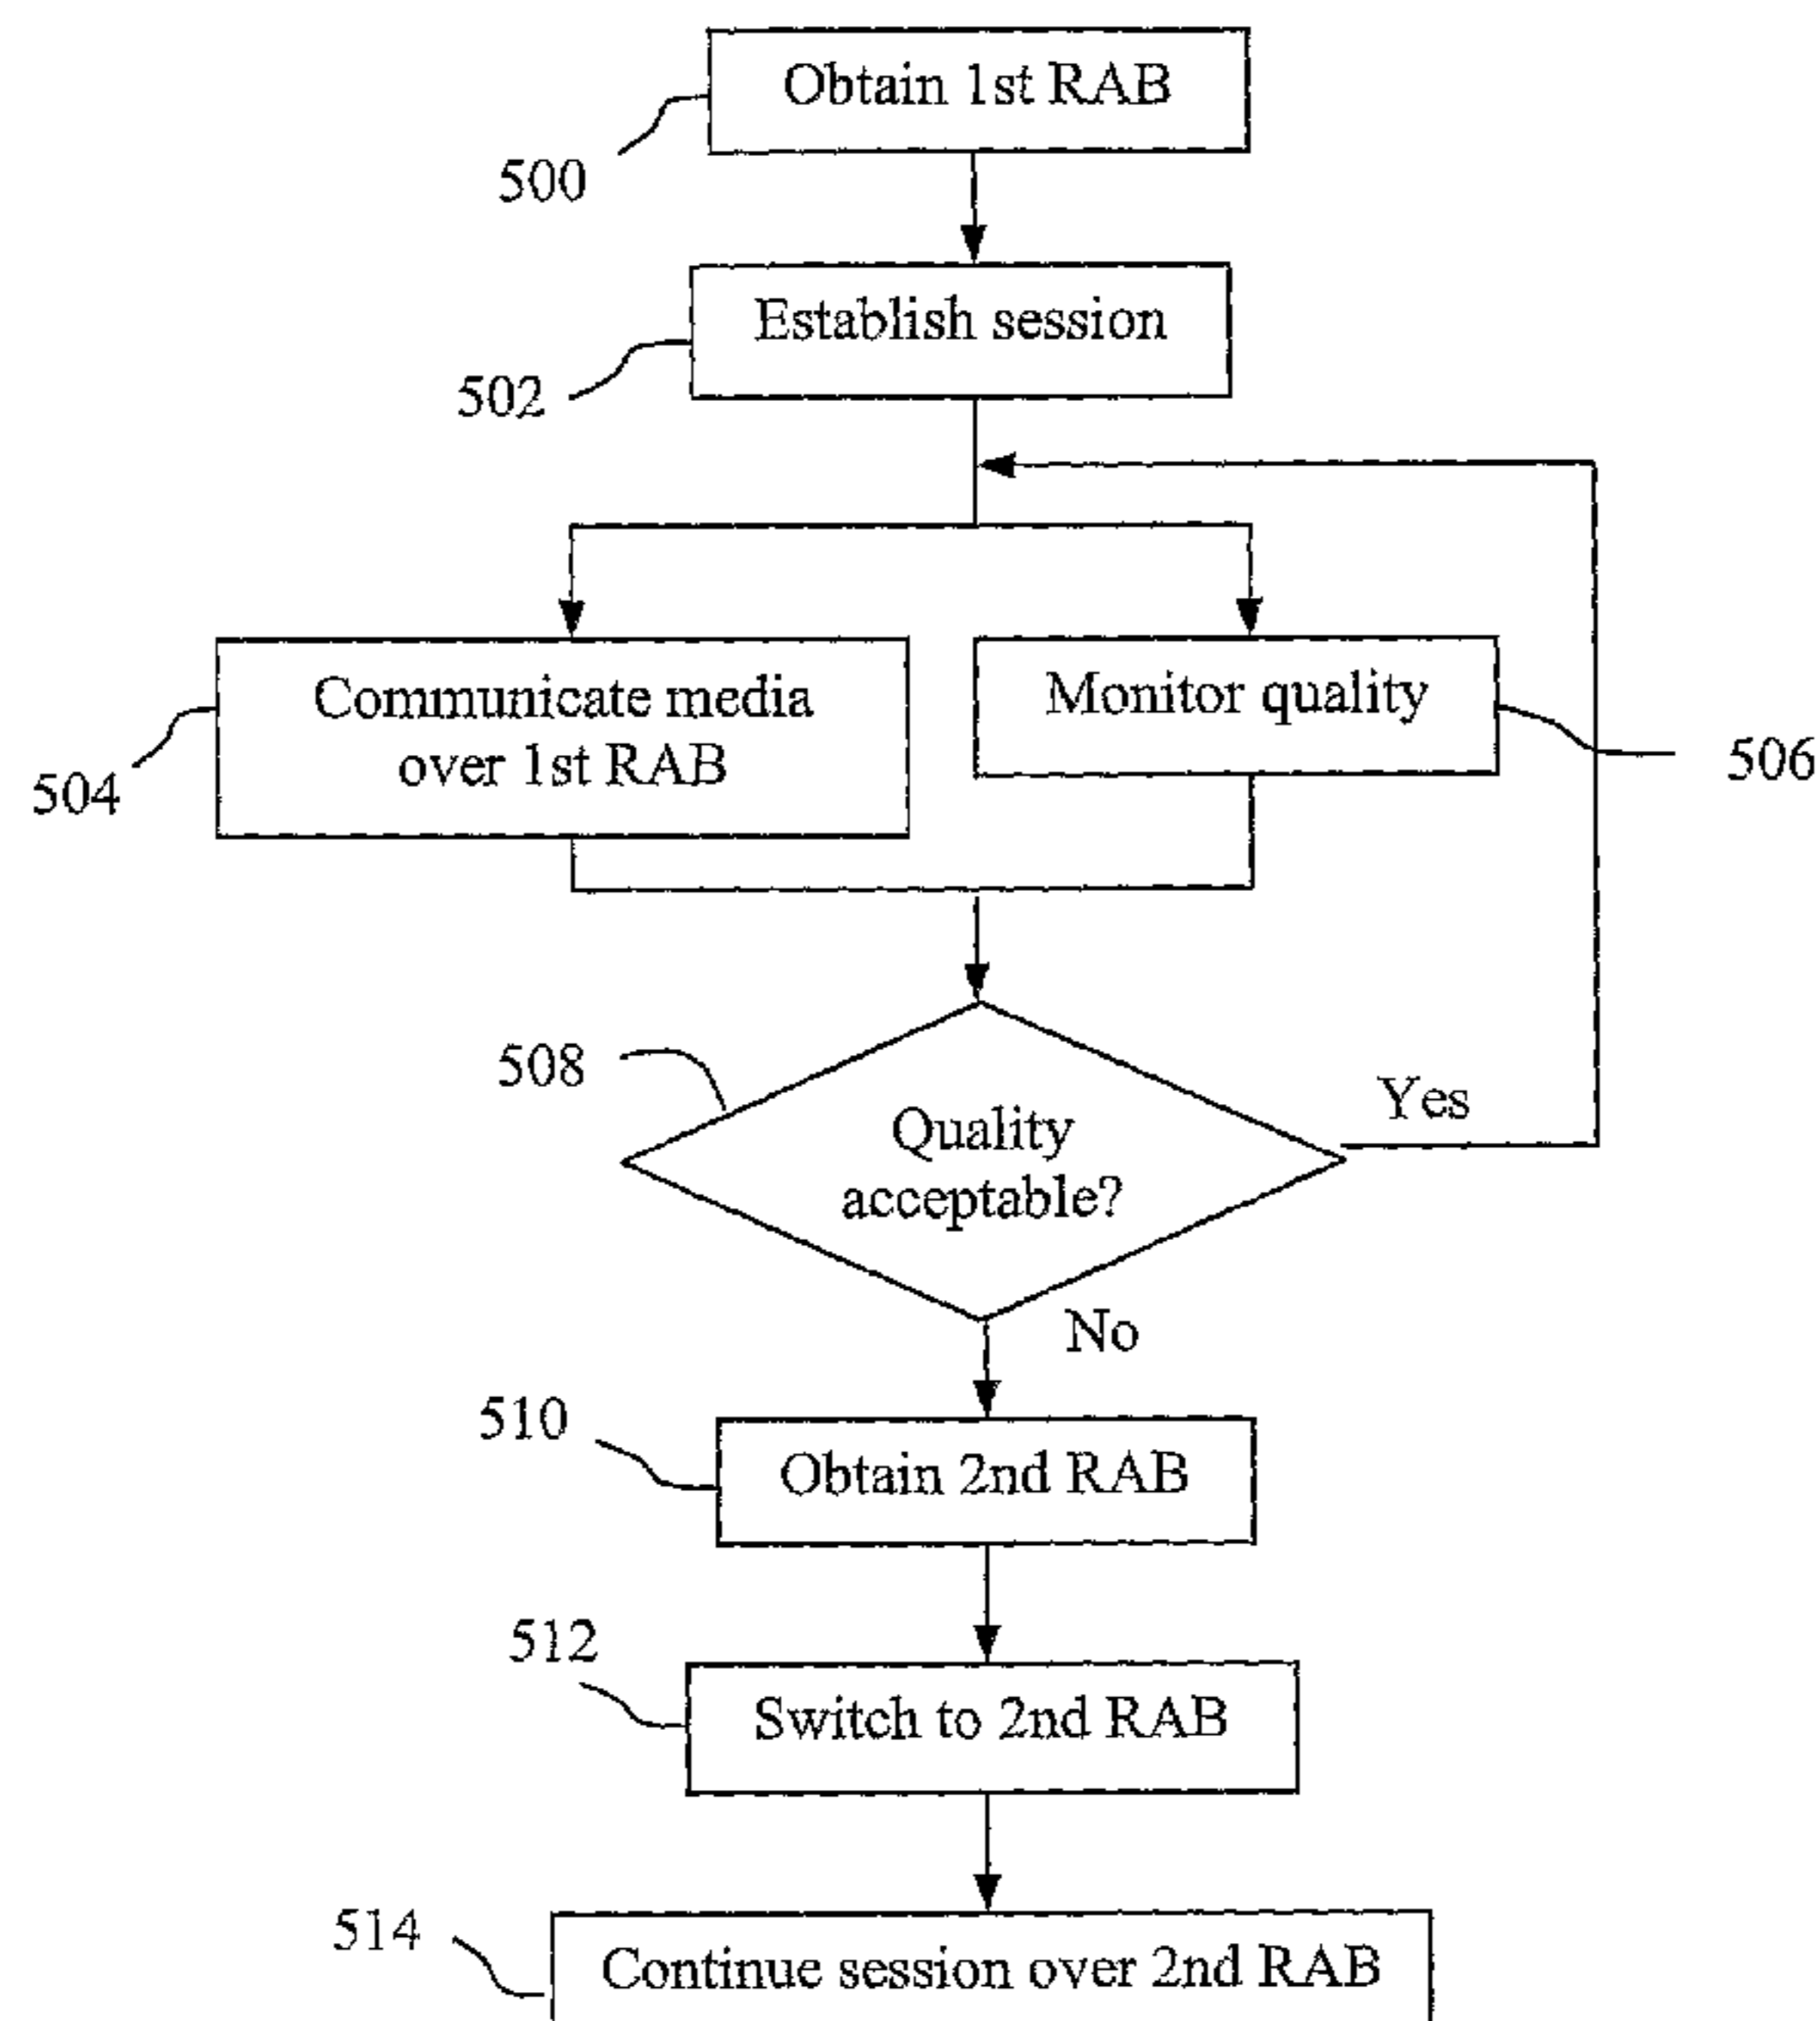 Obtain 1st RAB
500
Establish session
502
Communicate media
over 1st RAB
504
Monitor quality
506
508
Quality
acceptable?
Yes
No
510
Obtain 2nd RAB
512
Switch to 2nd RAB
514
Continue session over 2nd RAB